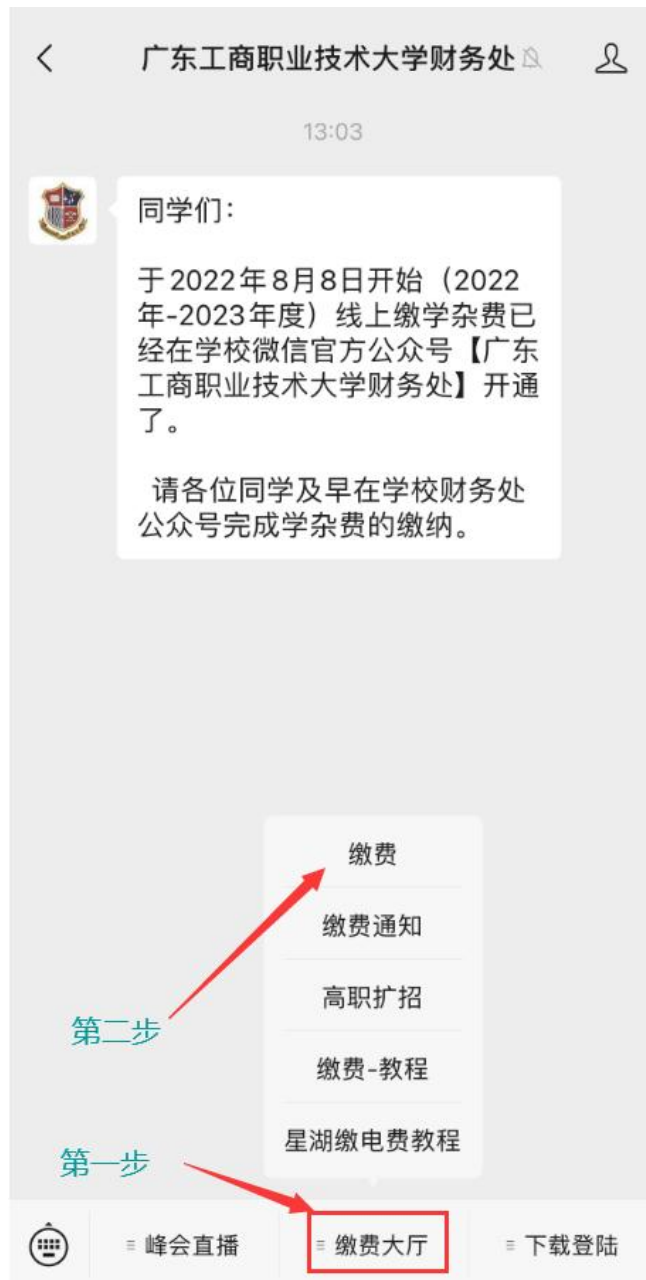 广东工商职业技术大学财务处
13:03
同学们：
于2022年8月8日开始（2022
年-2023年度）线上缴学杂费已
经在学校微信官方公众号【广东
工商职业技术大学财务处】开通
了。
请各位同学及早在学校财务处
公众号完成学杂费的缴纳。
缴费
缴费通知
高职扩招
第二步
缴费-教程
星湖缴电费教程
第一步
峰会直播
缴费大厅
下载登陆